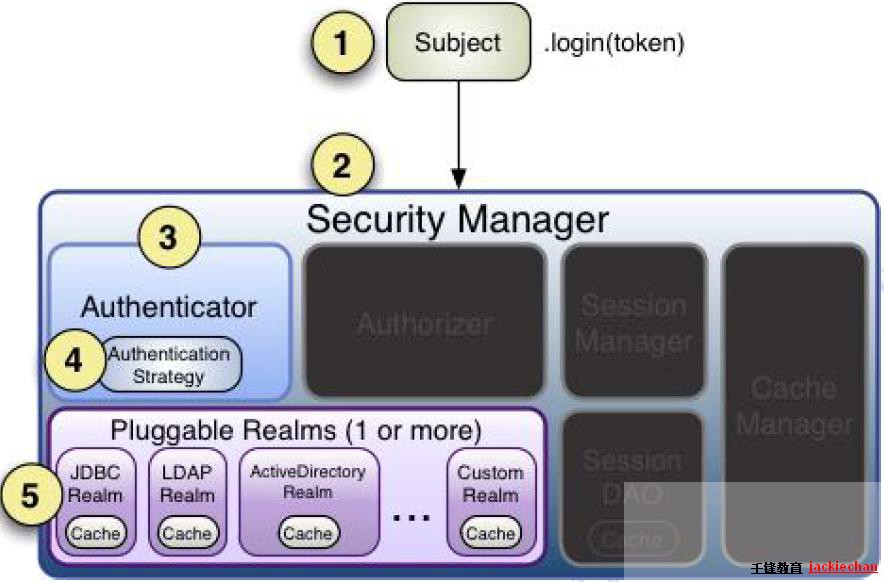 1
Subject
.login(token)
2
Security Manager
3
Authenticator
4
Authentication
Strategy
Authorizer
Session
Manager
Cache
Manager
Pluggable Realms (1 or more)
5
JDBC
Realm
Cache
LDAP
Realm
Cache
ActiveDirectory
Realm
Cache
...
Custom
Realm
Cache
Session
DAO
Cache
千锋教育 jackiechan